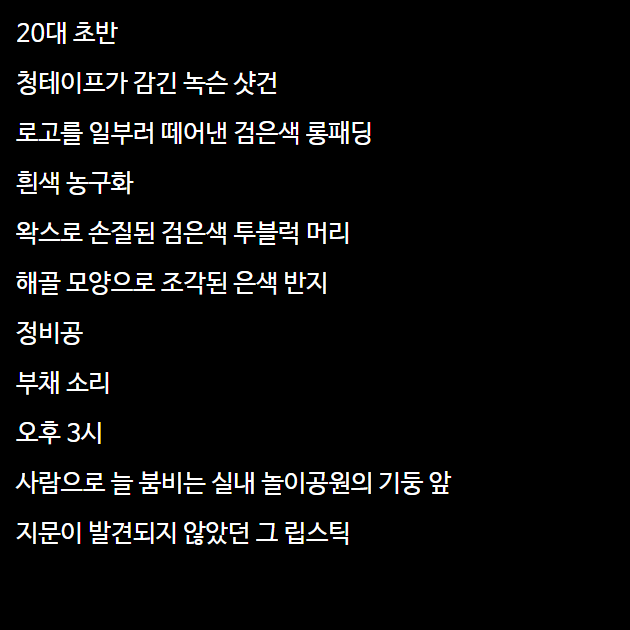 20대 초반
청테이프가 감긴 녹슨 샷건
로고를 일부러 떼어낸 검은색 롱패딩
흰색 농구화
왁스로 손질된 검은색 투블럭 머리
해골 모양으로 조각된 은색 반지
정비공
부채 소리
오후 3시
사람으로 늘 붐비는 실내 놀이공원의 기둥 앞
지문이 발견되지 않았던 그 립스틱